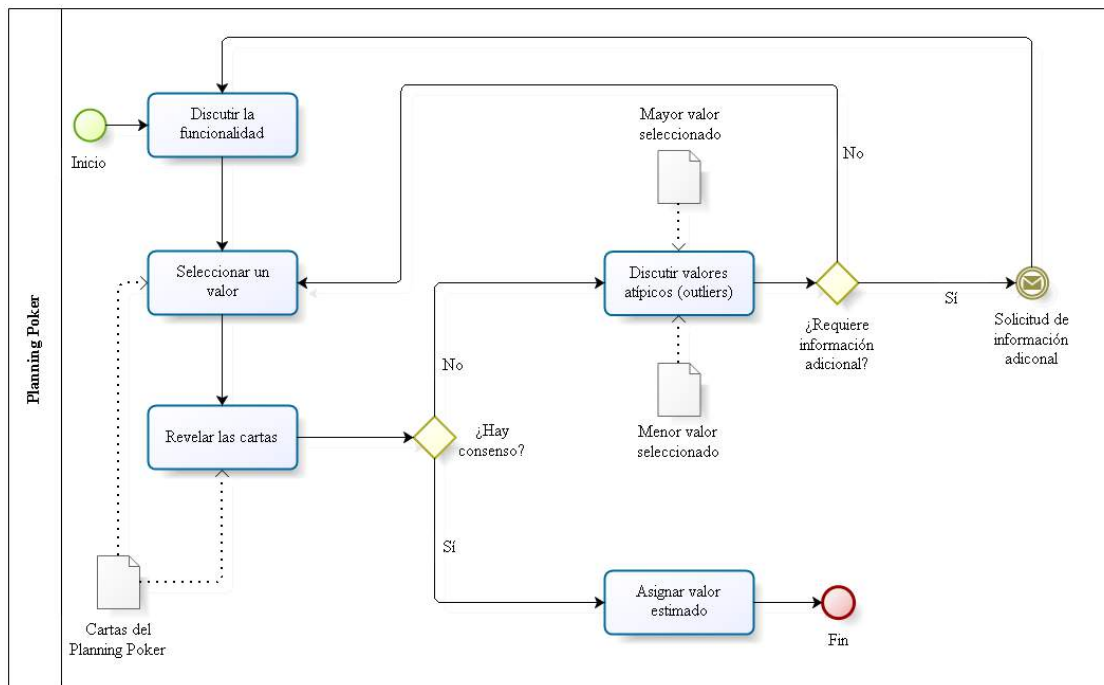 Planning Poker
Inicio
Discutir la
funcionalidad
Seleccionar un
valor
Revelar las cartas
Cartas del
Planning Poker
¿Hay
consenso?
No
Sí
Mayor valor
seleccionado
Discutir valores
atípicos (outliers)
Menor valor
seleccionado
No
¿Requiere
información
adicional?
Sí
Solicitud de
información
adiconal
Asignar valor
estimado
Fin